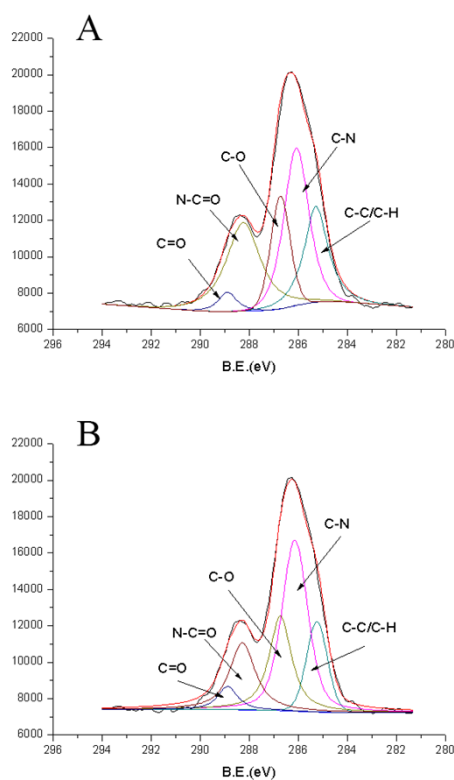 A
22000
20000
18000
16000
14000
12000
10000
8000
6000
C-N
C-O
N-C=O
C-C/C-H
C=O
296 294 292 290 288 286 284 282 280
B.E.(eV)
B
22000
20000
18000
16000
14000
12000
10000
8000
6000
C-N
C-O
N-C=O
C-C/C-H
C=O
296 294 292 290 288 286 284 282 280
B.E.(eV)